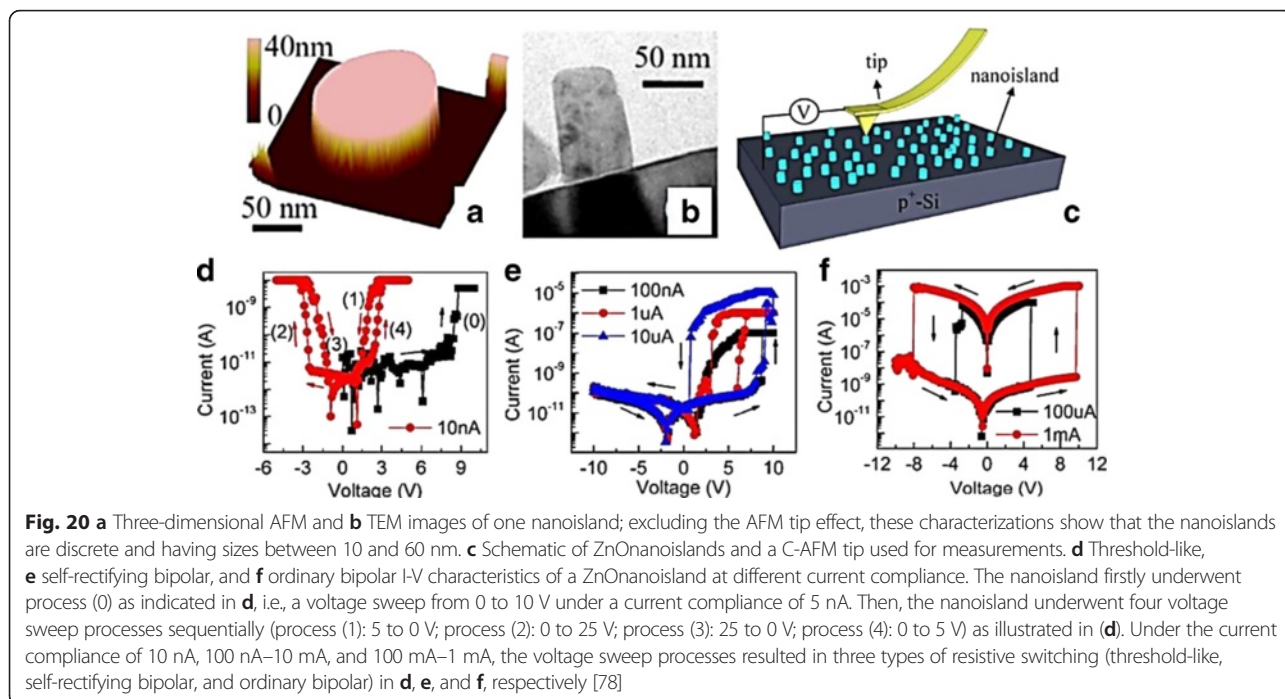 40nm
0
50 nm
a
50 nm
b
tip
nanoisland
V
p⁺-Si
c
d
10⁻⁹
10⁻¹¹
10⁻¹³
Current (A)
(1)
(2)
(3)
(4)
(0)
10nA
-6 -3 0 3 6 9
Voltage (V)
e
100nA
1uA
10uA
10⁻⁵
10⁻⁷
10⁻⁹
10⁻¹¹
Current (A)
-10 -5 0 5 10
Voltage (V)
f
10⁻³
10⁻⁵
10⁻⁷
10⁻⁹
10⁻¹¹
Current (A)
100uA
1mA
-12 -8 -4 0 4 8 12
Voltage (V)
Fig. 20 a Three-dimensional AFM and b TEM images of one nanoisland; excluding the AFM tip effect, these characterizations show that the nanoislands
are discrete and having sizes between 10 and 60 nm. c Schematic of ZnOnanoislands and a C-AFM tip used for measurements. d Threshold-like,
e self-rectifying bipolar, and f ordinary bipolar I-V characteristics of a ZnOnanoisland at different current compliance. The nanoisland firstly underwent
process (0) as indicated in d, i.e., a voltage sweep from 0 to 10 V under a current compliance of 5 nA. Then, the nanoisland underwent four voltage
sweep processes sequentially (process (1): 5 to 0 V; process (2): 0 to 25 V; process (3): 25 to 0 V; process (4): 0 to 5 V) as illustrated in (d). Under the current
compliance of 10 nA, 100 nA–10 mA, and 100 mA–1 mA, the voltage sweep processes resulted in three types of resistive switching (threshold-like,
self-rectifying bipolar, and ordinary bipolar) in d, e, and f, respectively [78]